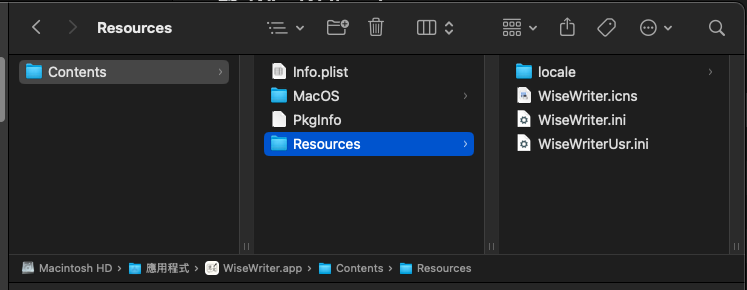 Resources
Contents
Info.plist
MacOS
PkgInfo
Resources
locale
WiseWriter.icns
WiseWriter.ini
WiseWriterUsr.ini
Macintosh HD › 應用程式 › WiseWriter.app › Contents › Resources